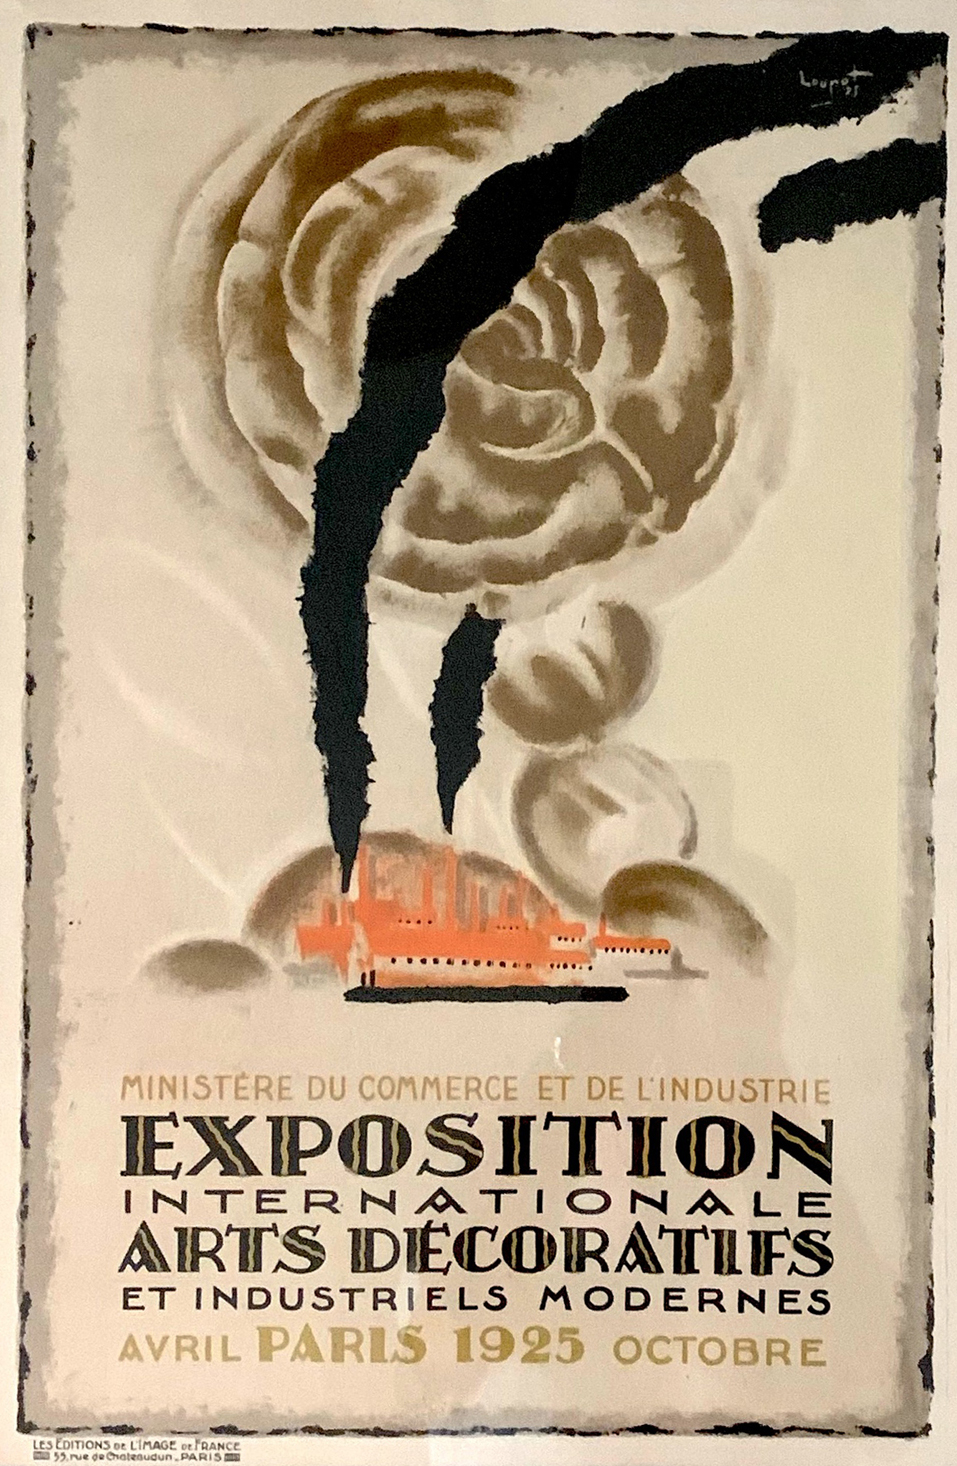 Loupot
25
MINISTÈRE DU COMMERCE ET DE L'INDUSTRIE
EXPOSITION
INTERNATIONALE
ARTS DÉCORATIFS
ET INDUSTRIELS MODERNES
AVRIL PARIS 1925 OCTOBRE
LES EDITIONS DE L'IMAGE DE FRANCE
55, rue de Chateaudun _ PARIS